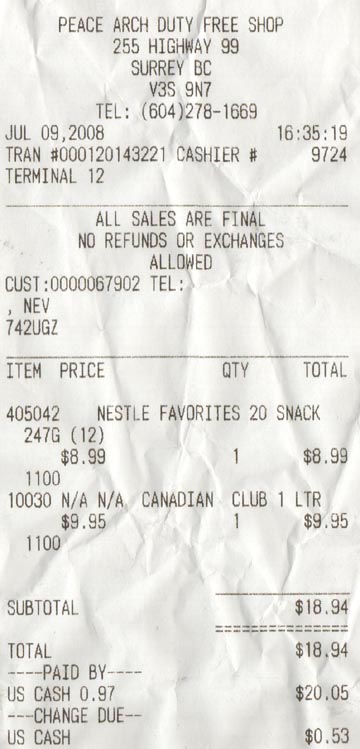 PEACE ARCH DUTY FREE SHOP
255 HIGHWAY 99
SURREY BC
V3S 9N7
TEL: (604)278-1669
JUL 09,2008 16:35:19
TRAN #000120143221 CASHIER # 9724
TERMINAL 12
ALL SALES ARE FINAL
NO REFUNDS OR EXCHANGES
ALLOWED
CUST:0000067902 TEL:
, NEV
742UGZ
ITEM PRICE QTY TOTAL
405042 NESTLE FAVORITES 20 SNACK
247G (12)
$8.99 1 $8.99
1100
10030 N/A N/A CANADIAN CLUB 1 LTR
$9.95 1 $9.95
1100
SUBTOTAL $18.94
TOTAL $18.94
----PAID BY----
US CASH 0.97 $20.05
---CHANGE DUE--
US CASH $0.53